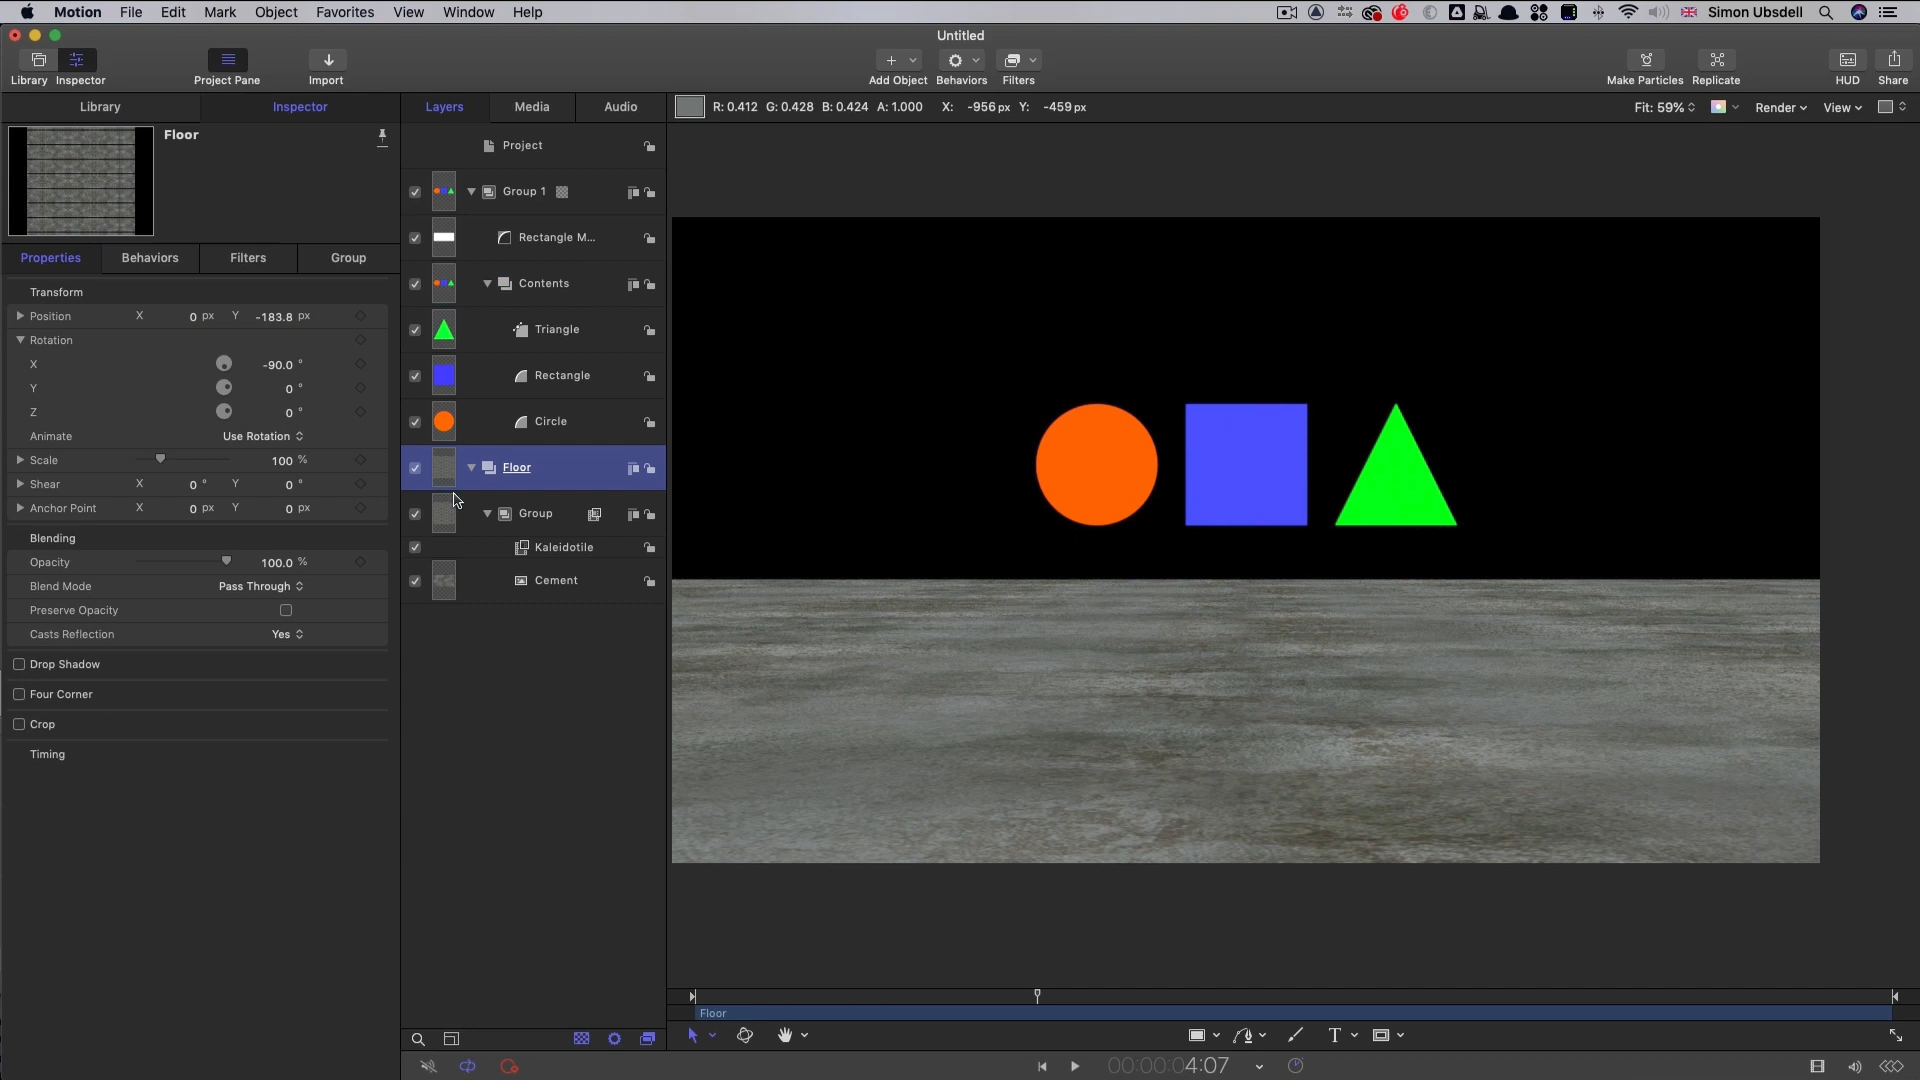 Motion File Edit Mark Object Favorites View Window Help Simon Ubsdell
Untitled
Library Inspector Project Pane Import Add Object Behaviors Filters Make Particles Replicate HUD Share
Library Inspector Layers Media Audio R: 0.412 G: 0.428 B: 0.424 A: 1.000 X: -956 px Y: -459 px Fit: 59% Render View
Floor
Project
Group 1
Rectangle M...
Properties Behaviors Filters Group
Contents
Transform
Position X 0 px Y -183.8 px
Triangle
Rotation
X -90.0 °
Rectangle
Y 0 °
Z 0 °
Circle
Animate Use Rotation
Scale 100 %
Floor
Shear X 0 ° Y 0 °
Anchor Point X 0 px Y 0 px
Group
Blending
Kaleidotile
Opacity 100.0 %
Cement
Blend Mode Pass Through
Preserve Opacity
Casts Reflection Yes
Drop Shadow
Four Corner
Crop
Timing
Floor
T
00:00:04:07